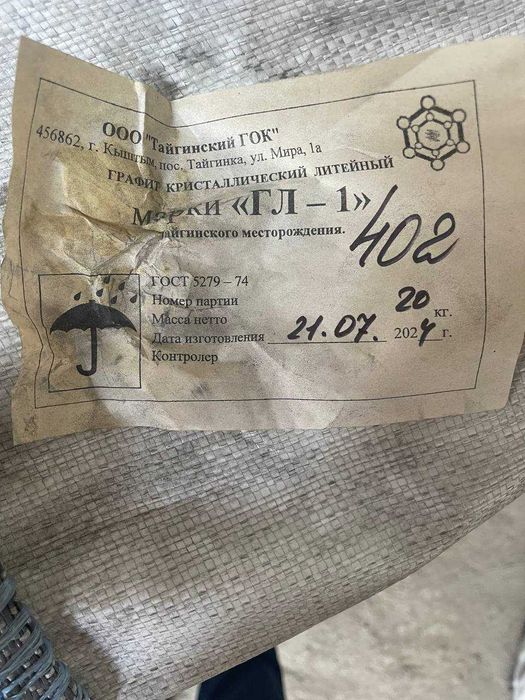 ООО "Тайгинский ГОК"
456862, г. Кыштым, пос. Тайгинка, ул. Мира, 1а
ГРАФИТ КРИСТАЛЛИЧЕСКИЙ ЛИТЕЙНЫЙ
Марки «ГЛ – 1»
Тайгинского месторождения.
402
ГОСТ 5279 – 74
Номер партии
Масса нетто 20 кг.
Дата изготовления 21.07. 2024 г.
Контролер